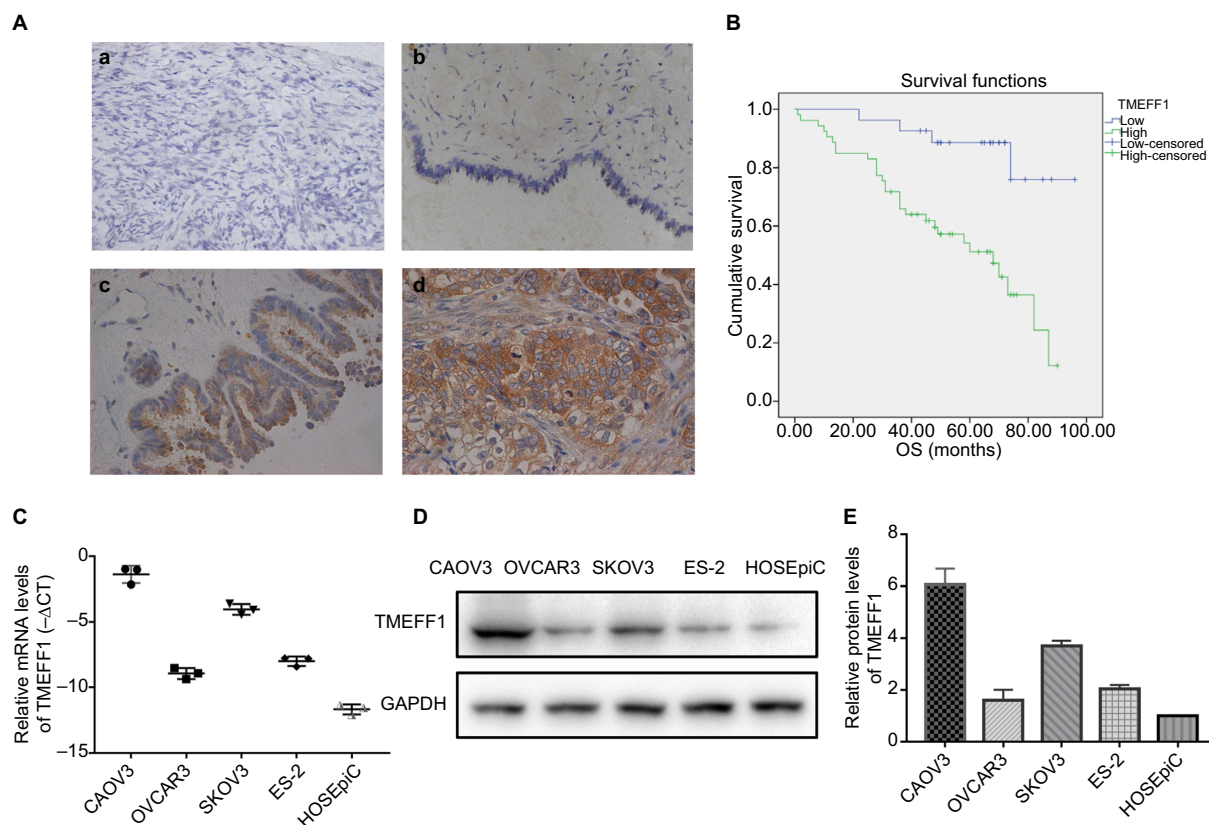 A
a
b
c
d
B
Survival functions
TMEFF1
Low
High
Low-censored
High-censored
Cumulative survival
1.0
0.8
0.6
0.4
0.2
0.0
0.00 20.00 40.00 60.00 80.00 100.00
OS (months)
C
Relative mRNA levels
of TMEFF1 (–ΔCT)
0
–5
–10
–15
CAOV3 OVCAR3 SKOV3 ES-2 HOSEpiC
D
CAOV3 OVCAR3 SKOV3 ES-2 HOSEpiC
TMEFF1
GAPDH
E
Relative protein levels
of TMEFF1
8
6
4
2
0
CAOV3 OVCAR3 SKOV3 ES-2 HOSEpiC